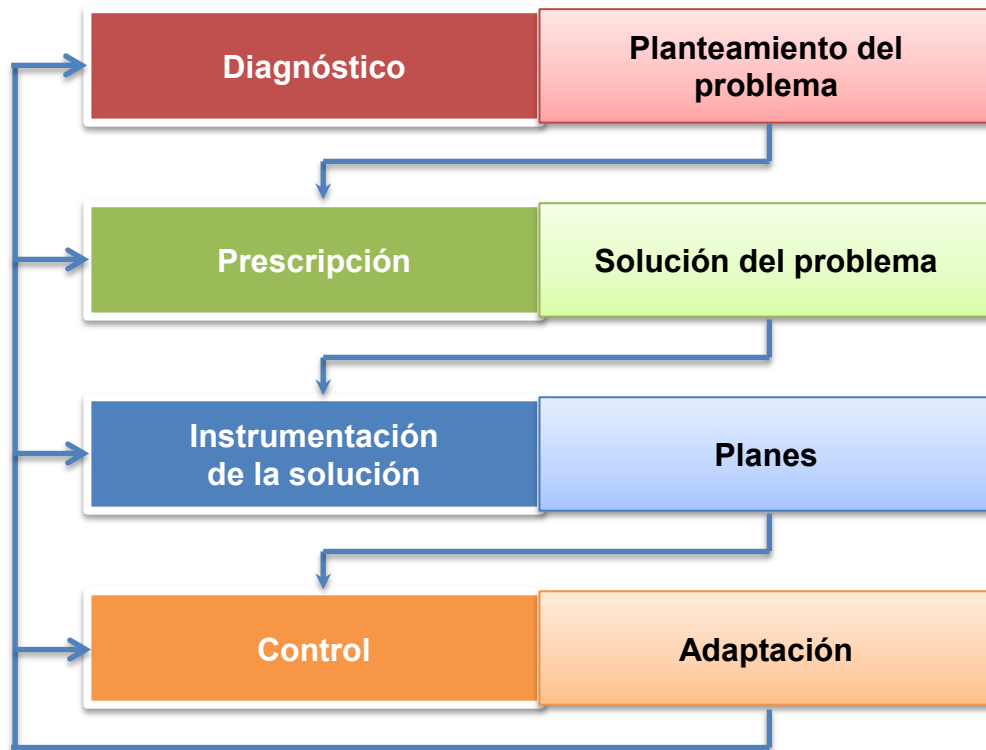 Diagnóstico
Planteamiento del
problema
Prescripción
Solución del problema
Instrumentación
de la solución
Planes
Control
Adaptación